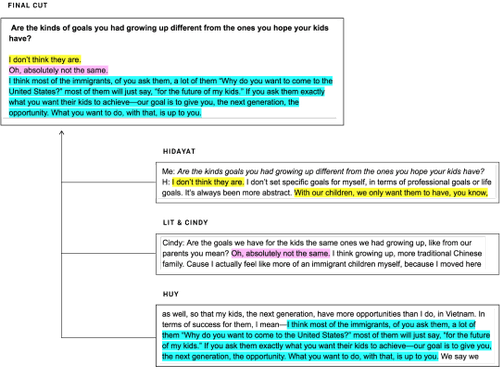 FINAL CUT
Are the kinds of goals you had growing up different from the ones you hope your kids
have?
I don't think they are.
Oh, absolutely not the same.
I think most of the immigrants, of you ask them, a lot of them "Why do you want to come to the
United States?" most of them will just say, "for the future of my kids." If you ask them exactly
what you want their kids to achieve—our goal is to give you, the next generation, the
opportunity. What you want to do, with that, is up to you.
HIDAYAT
Me: Are the kinds goals you had growing up different from the ones you hope your kids have?
H: I don't think they are. I don't set specific goals for myself, in terms of professional goals or life
goals. It's always been more abstract. With our children, we only want them to have, you know,
LIT & CINDY
Cindy: Are the goals we have for the kids the same ones we had growing up, like from our
parents you mean? Oh, absolutely not the same. I think growing up, more traditional Chinese
family. Cause I actually feel like more of an immigrant children myself, because I moved here
HUY
as well, so that my kids, the next generation, have more opportunities than I do, in Vietnam. In
terms of success for them, I mean—I think most of the immigrants, of you ask them, a lot of
them "Why do you want to come to the United States?" most of them will just say, "for the future
of my kids." If you ask them exactly what you want their kids to achieve—our goal is to give you,
the next generation, the opportunity. What you want to do, with that, is up to you. We say we